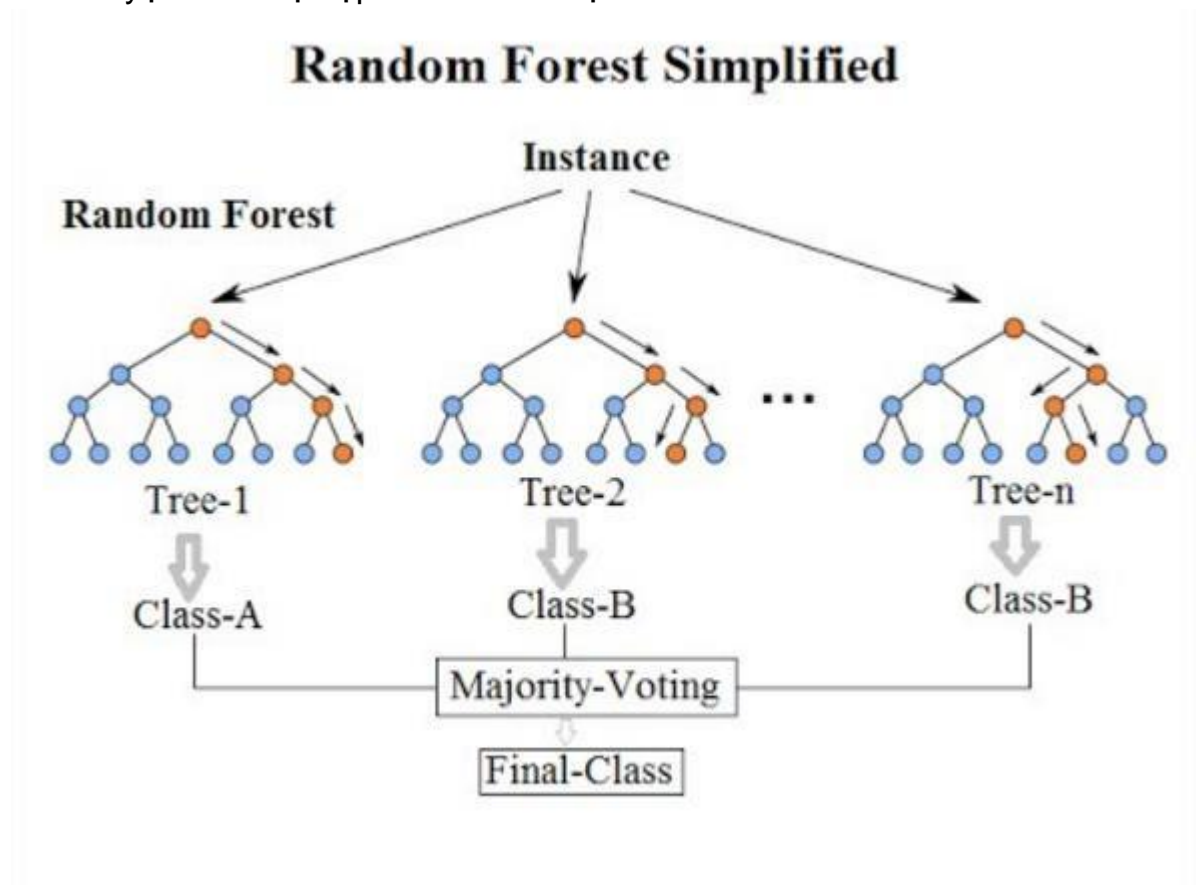 Random Forest Simplified
Instance
Random Forest
...
Tree-1
Tree-2
Tree-n
Class-A
Class-B
Class-B
Majority-Voting
Final-Class